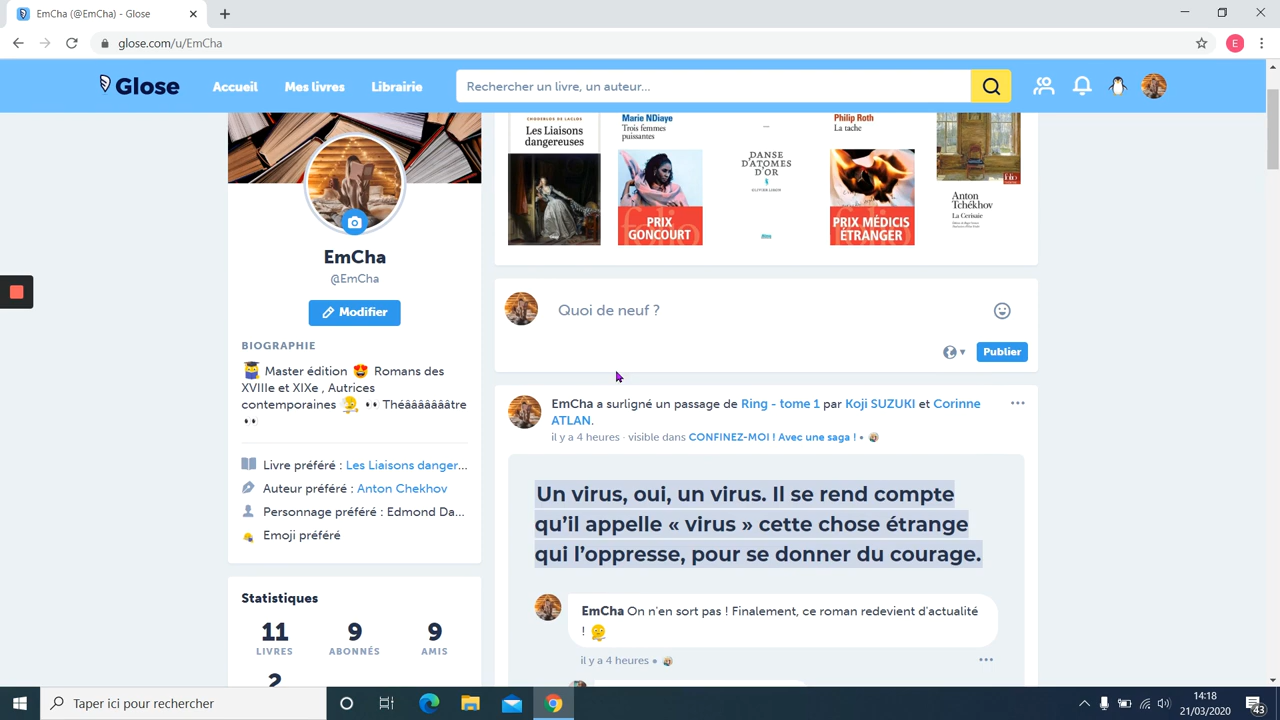 EmCha (@EmCha) - Glose
glose.com/u/EmCha
E
Glose
Accueil
Mes livres
Librairie
Rechercher un livre, un auteur...
CHODERLOS DE LACLOS
Les Liaisons
dangereuses
Marie NDiaye
Trois femmes
puissantes
PRIX
GONCOURT
DANSE
D'ATOMES
D'OR
Philip Roth
La tache
PRIX MÉDICIS
ÉTRANGER
Anton
Tchékhov
La Cerisaie
EmCha
@EmCha
Modifier
BIOGRAPHIE
Master édition 😍 Romans des
XVIIIe et XIXe , Autrices
contemporaines 👀 Théâââââââtre
👀
Livre préféré : Les Liaisons danger...
Auteur préféré : Anton Chekhov
Personnage préféré : Edmond Da...
Emoji préféré
Statistiques
11
LIVRES
9
ABONNÉS
9
AMIS
2
Quoi de neuf ?
Publier
EmCha a surligné un passage de Ring - tome 1 par Koji SUZUKI et Corinne
ATLAN.
il y a 4 heures · visible dans CONFINEZ-MOI ! Avec une saga ! •
Un virus, oui, un virus. Il se rend compte
qu'il appelle « virus » cette chose étrange
qui l'oppresse, pour se donner du courage.
EmCha On n'en sort pas ! Finalement, ce roman redevient d'actualité
!
il y a 4 heures •
Taper ici pour rechercher
14:18
21/03/2020
43